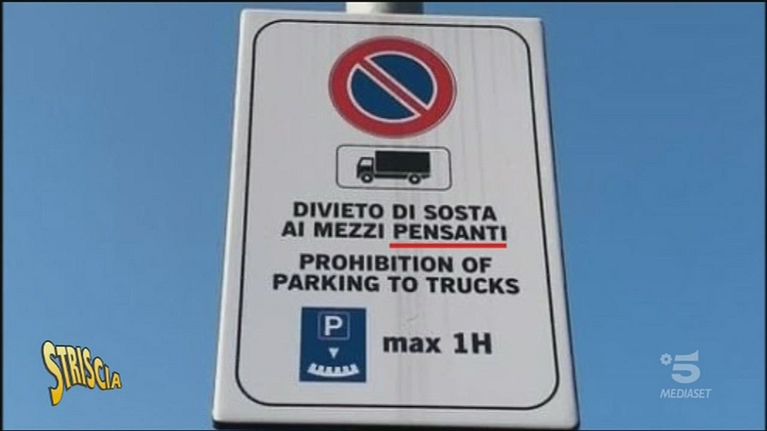 DIVIETO DI SOSTA
AI MEZZI PENSANTI
PROHIBITION OF
PARKING TO TRUCKS
P
max 1H
STRISCIA
5
MEDIASET